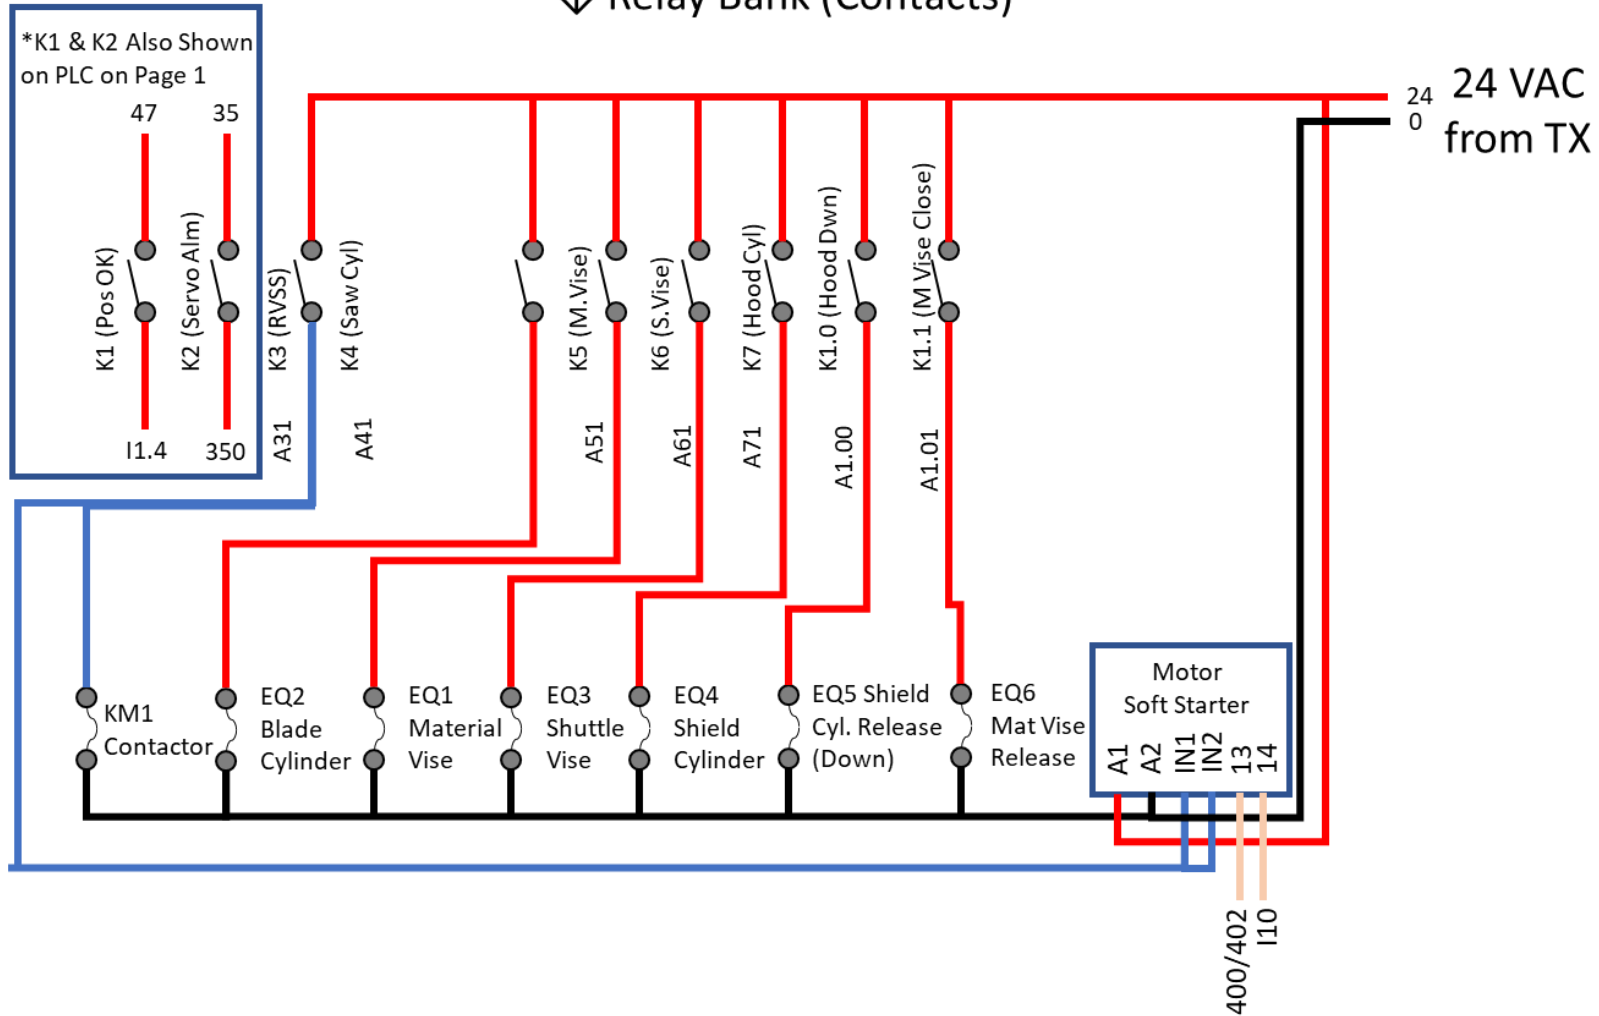 Relay Bank (Contacts)
*K1 & K2 Also Shown
on PLC on Page 1
47
35
24
0
24 VAC
from TX
K1 (Pos OK)
K2 (Servo Alm)
K3 (RVSS)
K4 (Saw Cyl)
K5 (M.Vise)
K6 (S.Vise)
K7 (Hood Cyl)
K1.0 (Hood Dwn)
K1.1 (M Vise Close)
I1.4
350
A31
A41
A51
A61
A71
A1.00
A1.01
KM1
Contactor
EQ2
Blade
Cylinder
EQ1
Material
Vise
EQ3
Shuttle
Vise
EQ4
Shield
Cylinder
EQ5 Shield
Cyl. Release
(Down)
EQ6
Mat Vise
Release
Motor
Soft Starter
A1
A2
IN1
IN2
13
14
400/402
I10